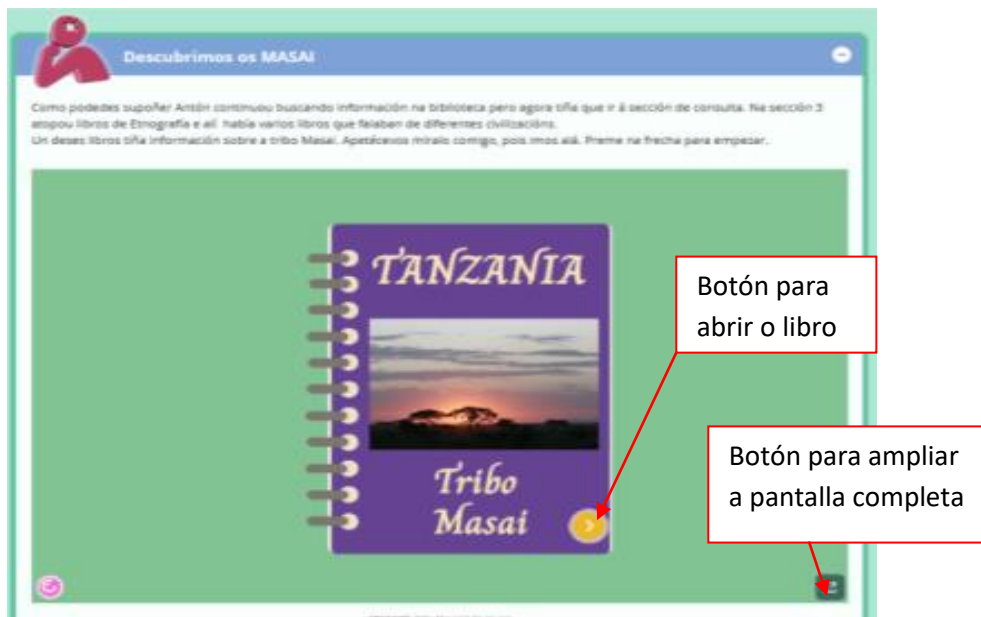 Descubrimos os MASAI
Como podedes supoñer Antón continuou buscando información na biblioteca pero agora tiña que ir á sección de consulta. Na sección 3
atopou libros de Etnografía e alí había varios libros que falaban de diferentes civilizacións.
Un deses libros tiña información sobre a tribo Masai. Apetécevos miralo comigo, pois imos alá. Preme na frecha para empezar.
TANZANIA
Tribo
Masai
Botón para
abrir o libro
Botón para ampliar
a pantalla completa